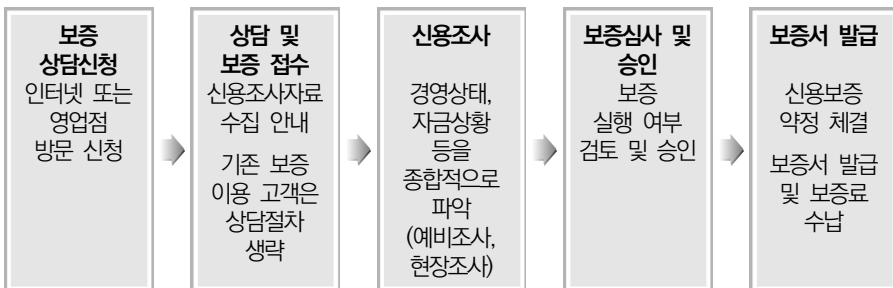 보증
상담신청
인터넷 또는
영업점
방문 신청
상담 및
보증 접수
신용조사자료
수집 안내
기존 보증
이용 고객은
상담절차
생략
신용조사
경영상태,
자금상황
등을
종합적으로
파악
(예비조사,
현장조사)
보증심사 및
승인
보증
실행 여부
검토 및 승인
보증서 발급
신용보증
약정 체결
보증서 발급
및 보증료
수납